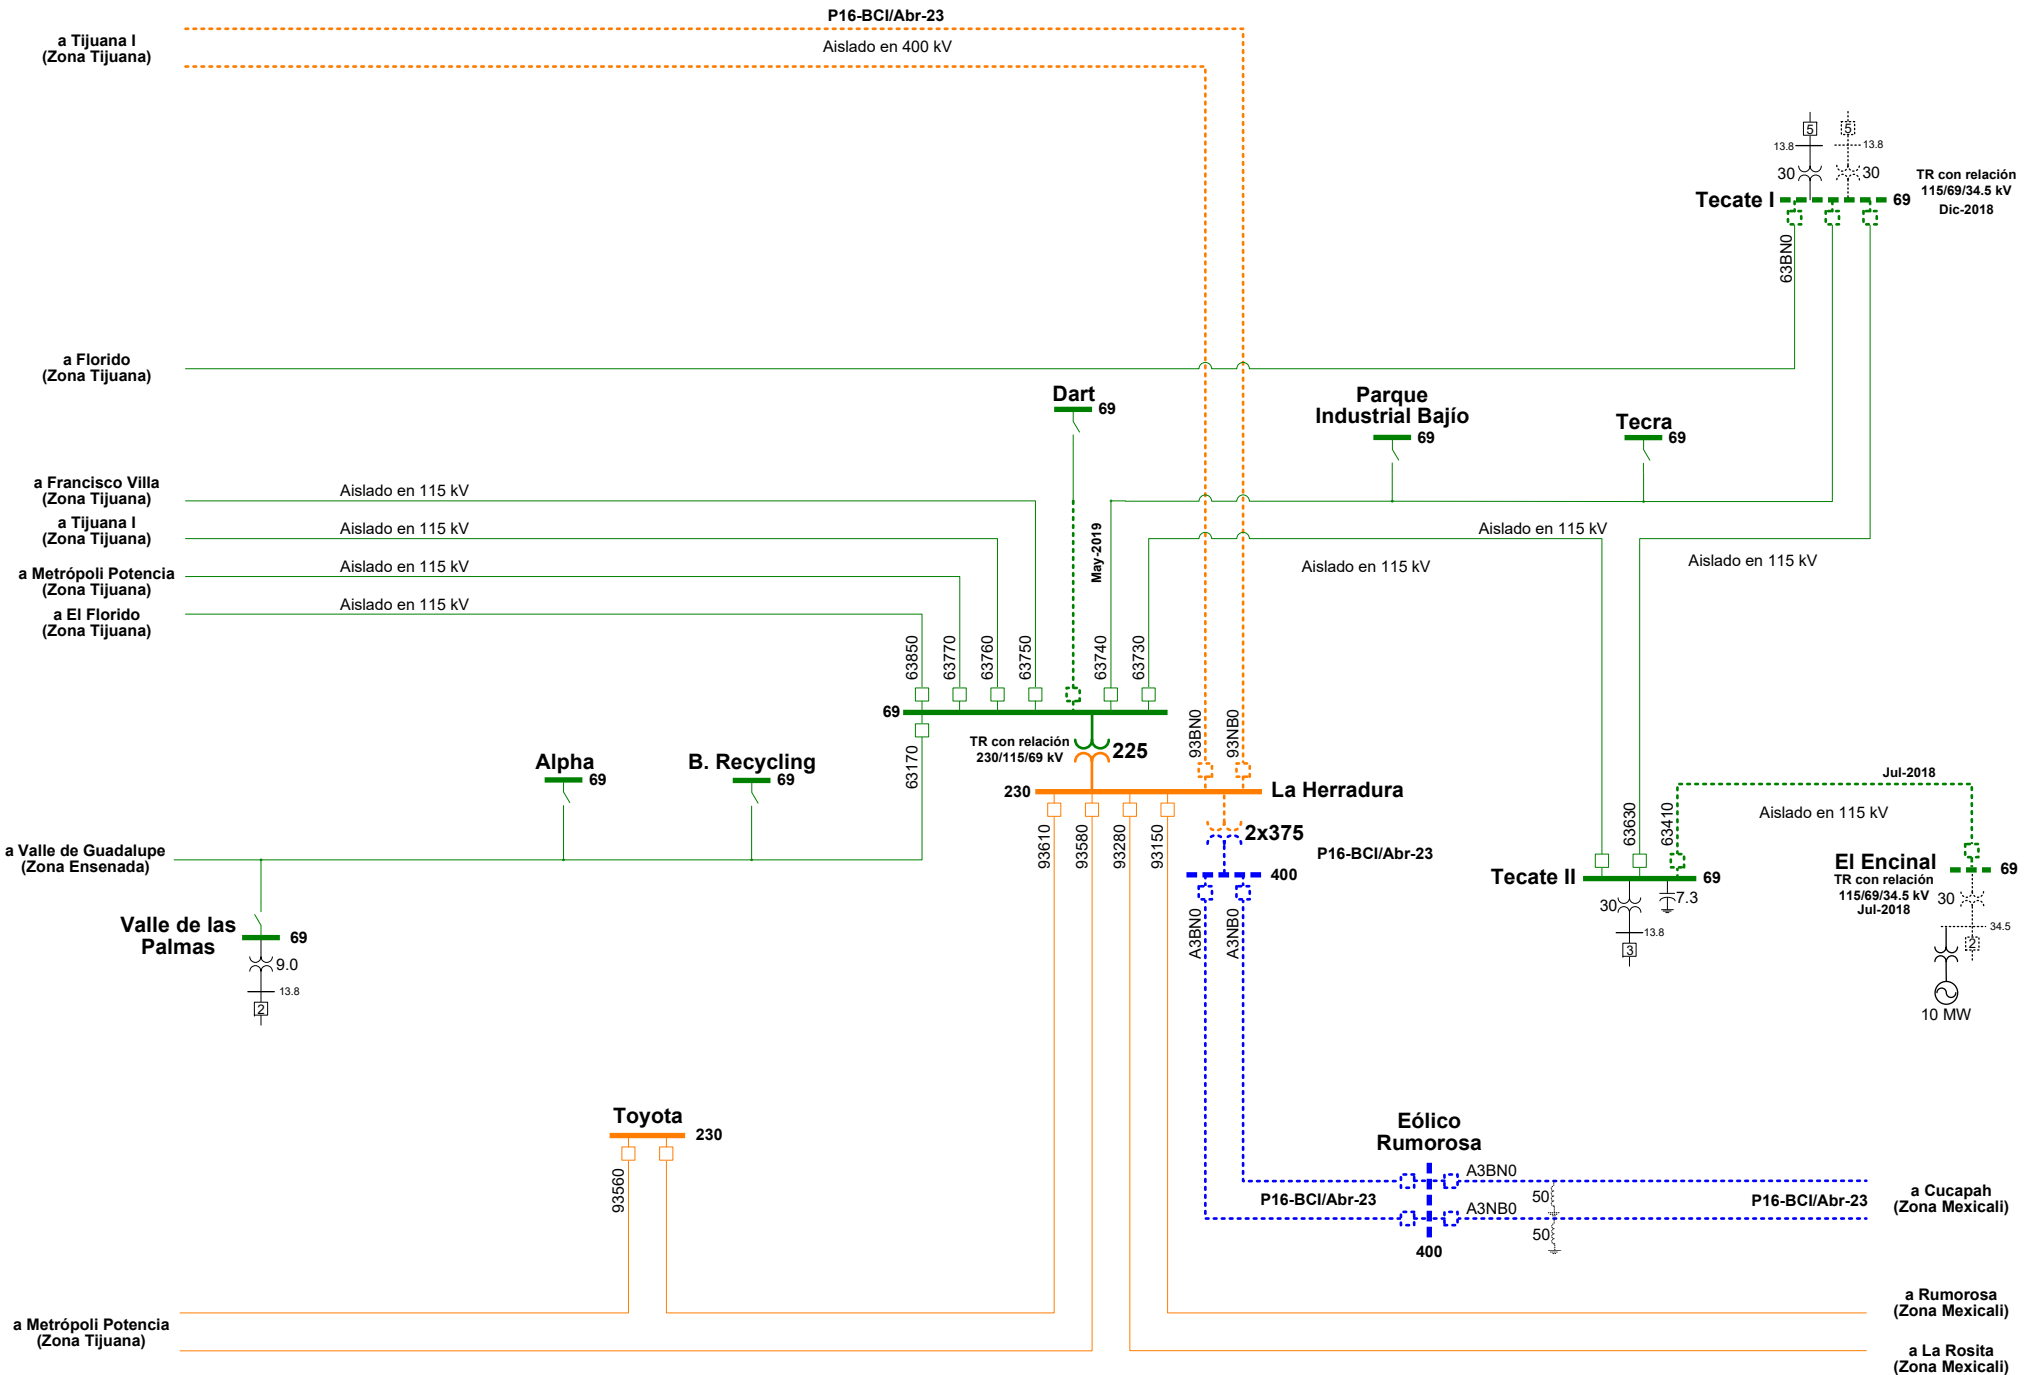 P16-BCI/Abr-23
a Tijuana I
(Zona Tijuana)
Aislado en 400 kV
5
5
13.8
13.8
30
30
TR con relación
115/69/34.5 kV
Dic-2018
Tecate I
69
63BN0
a Florido
(Zona Tijuana)
Dart
69
Parque
Industrial Bajío
69
Tecra
69
a Francisco Villa
(Zona Tijuana)
Aislado en 115 kV
a Tijuana I
(Zona Tijuana)
Aislado en 115 kV
May-2019
Aislado en 115 kV
a Metrópoli Potencia
(Zona Tijuana)
Aislado en 115 kV
Aislado en 115 kV
Aislado en 115 kV
a El Florido
(Zona Tijuana)
Aislado en 115 kV
63850
63770
63760
63750
63740
63730
69
63170
TR con relación
230/115/69 kV
225
93BN0
93NB0
Alpha
69
B. Recycling
69
230
La Herradura
93610
93580
93280
93150
2x375
P16-BCI/Abr-23
400
A3BN0
A3NB0
Jul-2018
Aislado en 115 kV
63630
63410
Tecate II
69
30
7.3
13.8
3
El Encinal
69
TR con relación
115/69/34.5 kV
Jul-2018
30
34.5
2
10 MW
a Valle de Guadalupe
(Zona Ensenada)
Valle de las
Palmas
69
9.0
13.8
2
Toyota
230
93560
Eólico
Rumorosa
A3BN0
50
P16-BCI/Abr-23
P16-BCI/Abr-23
A3NB0
50
400
a Cucapah
(Zona Mexicali)
a Metrópoli Potencia
(Zona Tijuana)
a Rumorosa
(Zona Mexicali)
a La Rosita
(Zona Mexicali)